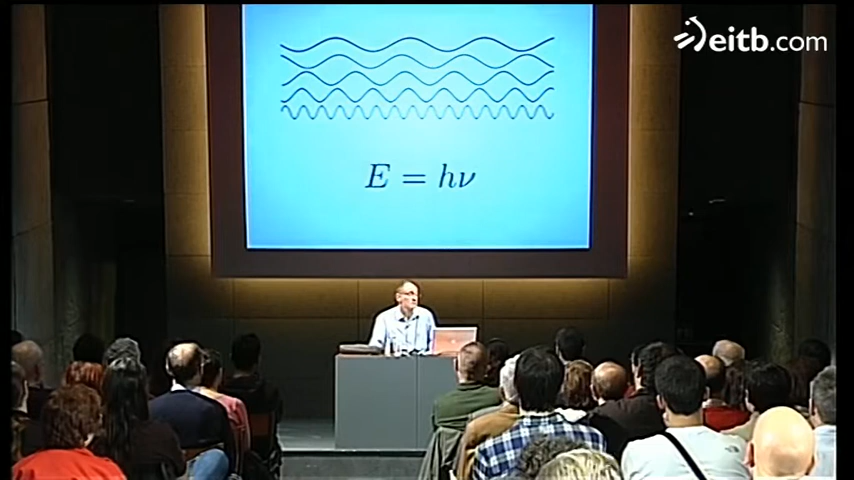 eitb.com
E = hν